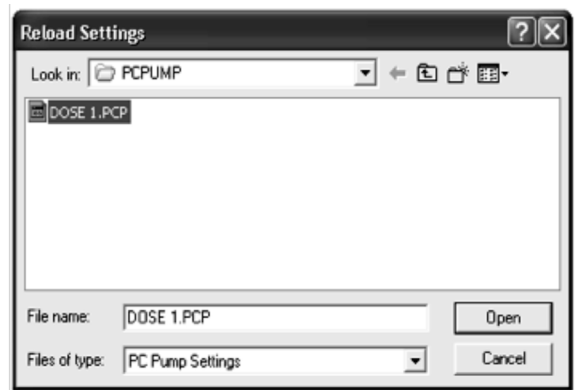 Reload Settings
Look in: PCPUMP
DOSE 1.PCP
File name: DOSE 1.PCP Open
Files of type: PC Pump Settings Cancel